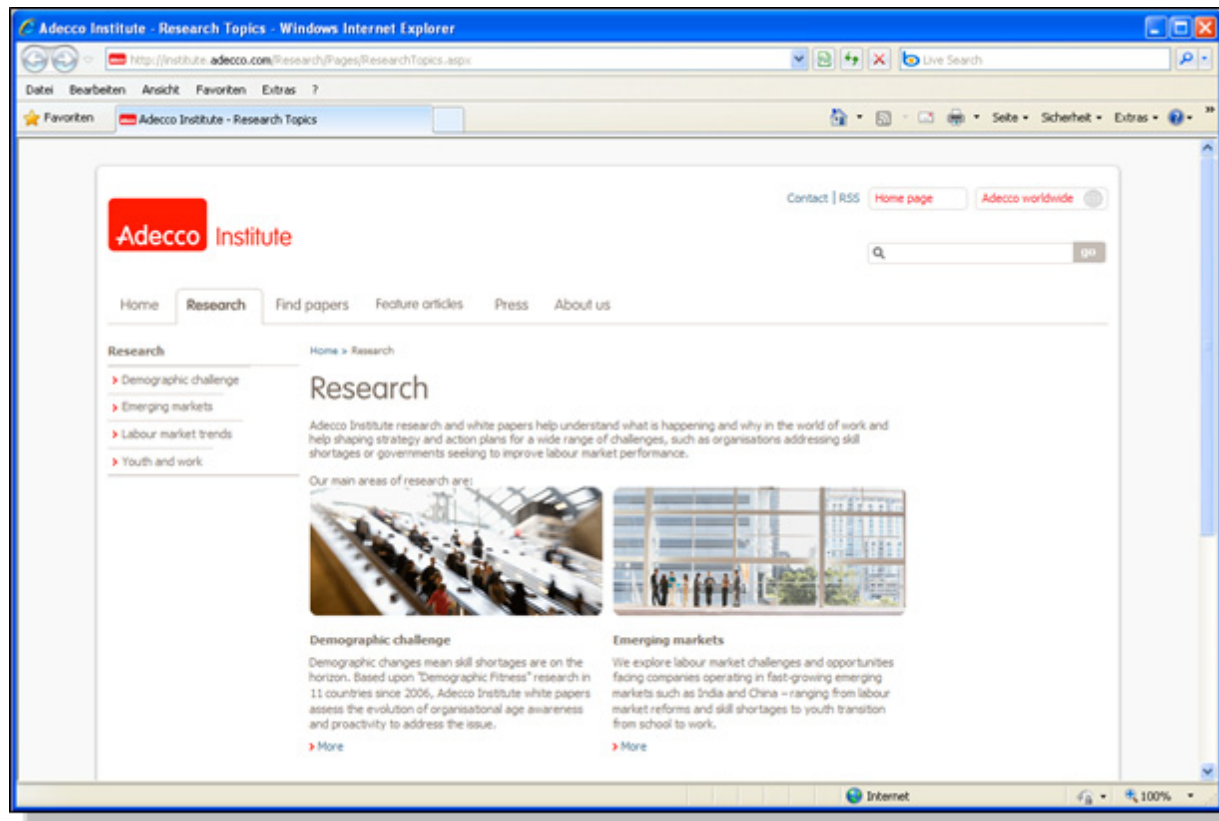 Adecco Institute - Research Topics - Windows Internet Explorer
http://institute.adecco.com/Research/Pages/ResearchTopics.aspx
Live Search
Datei Bearbeiten Ansicht Favoriten Extras ?
Favoriten
Adecco Institute - Research Topics
Seite
Sicherheit
Extras
»
Contact | RSS
Home page
Adecco worldwide
Adecco Institute
go
Home
Research
Find papers
Feature articles
Press
About us
Research
Demographic challenge
Emerging markets
Labour market trends
Youth and work
Home » Research
Research
Adecco Institute research and white papers help understand what is happening and why in the world of work and
help shaping strategy and action plans for a wide range of challenges, such as organisations addressing skill
shortages or governments seeking to improve labour market performance.
Our main areas of research are:
Demographic challenge
Demographic changes mean skill shortages are on the
horizon. Based upon "Demographic Fitness" research in
11 countries since 2006, Adecco Institute white papers
assess the evolution of organisational age awareness
and proactivity to address the issue.
More
Emerging markets
We explore labour market challenges and opportunities
facing companies operating in fast-growing emerging
markets such as India and China – ranging from labour
market reforms and skill shortages to youth transition
from school to work.
More
Internet
100%